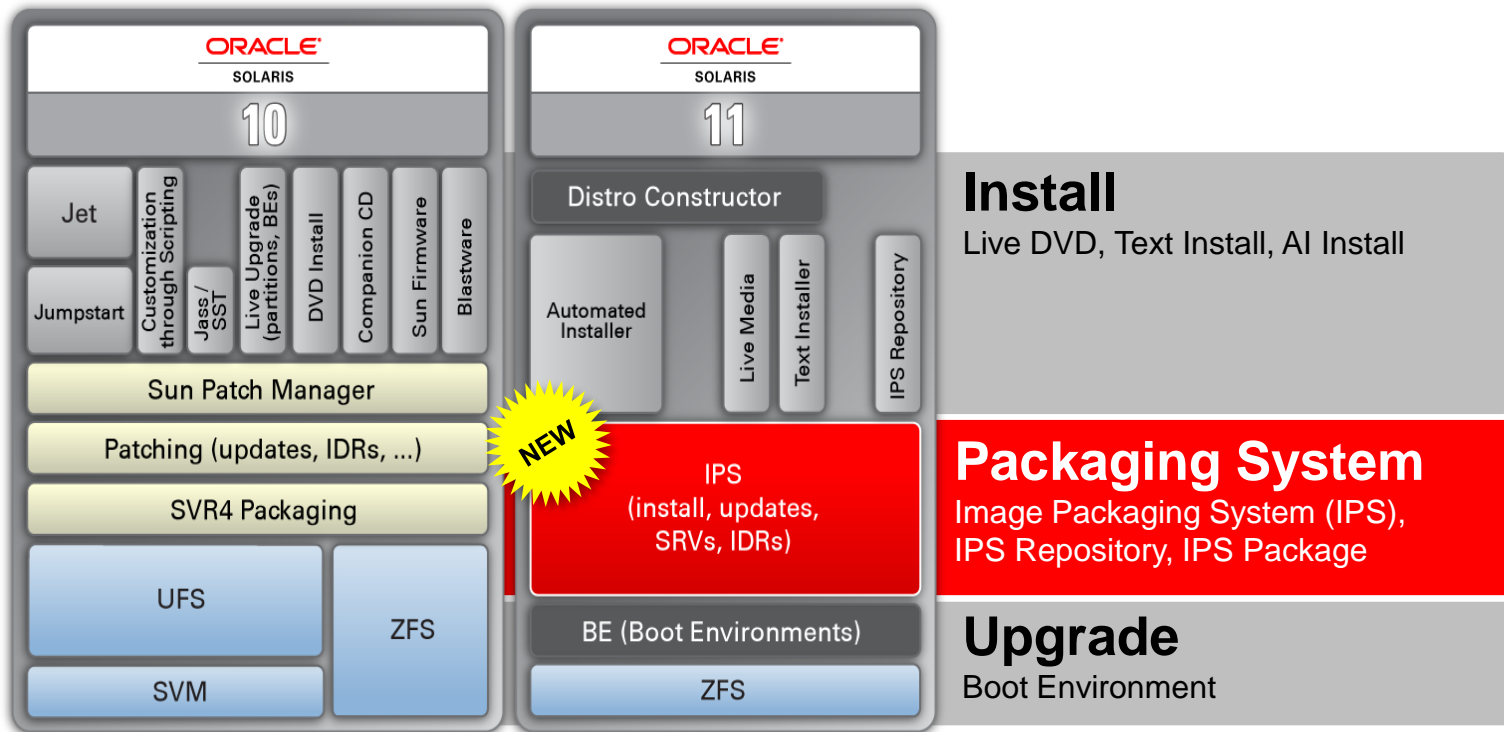 ORACLE®
SOLARIS
10
Jet
Jumpstart
Customization
through Scripting
Jass /
SST
Live Upgrade
(partitions, BEs)
DVD Install
Companion CD
Sun Firmware
Blastware
Sun Patch Manager
Patching (updates, IDRs, ...)
SVR4 Packaging
UFS
ZFS
SVM
ORACLE®
SOLARIS
11
Distro Constructor
Automated
Installer
Live Media
Text Installer
IPS Repository
NEW
IPS
(install, updates,
SRVs, IDRs)
BE (Boot Environments)
ZFS
Install
Live DVD, Text Install, AI Install
Packaging System
Image Packaging System (IPS),
IPS Repository, IPS Package
Upgrade
Boot Environment